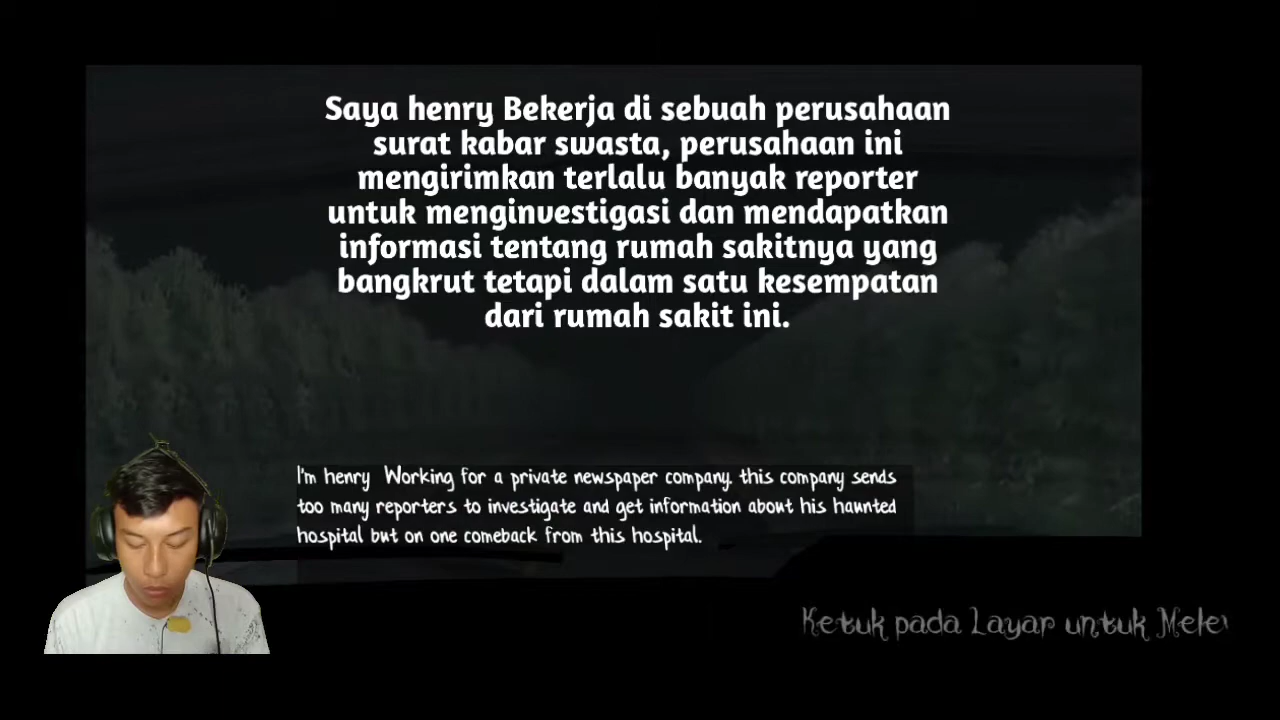 Saya henry Bekerja di sebuah perusahaan
surat kabar swasta, perusahaan ini
mengirimkan terlalu banyak reporter
untuk menginvestigasi dan mendapatkan
informasi tentang rumah sakitnya yang
bangkrut tetapi dalam satu kesempatan
dari rumah sakit ini.
I'm henry Working for a private newspaper company. this company sends
too many reporters to investigate and get information about his haunted
hospital but on one comeback from this hospital.
Ketuk pada Layar untuk